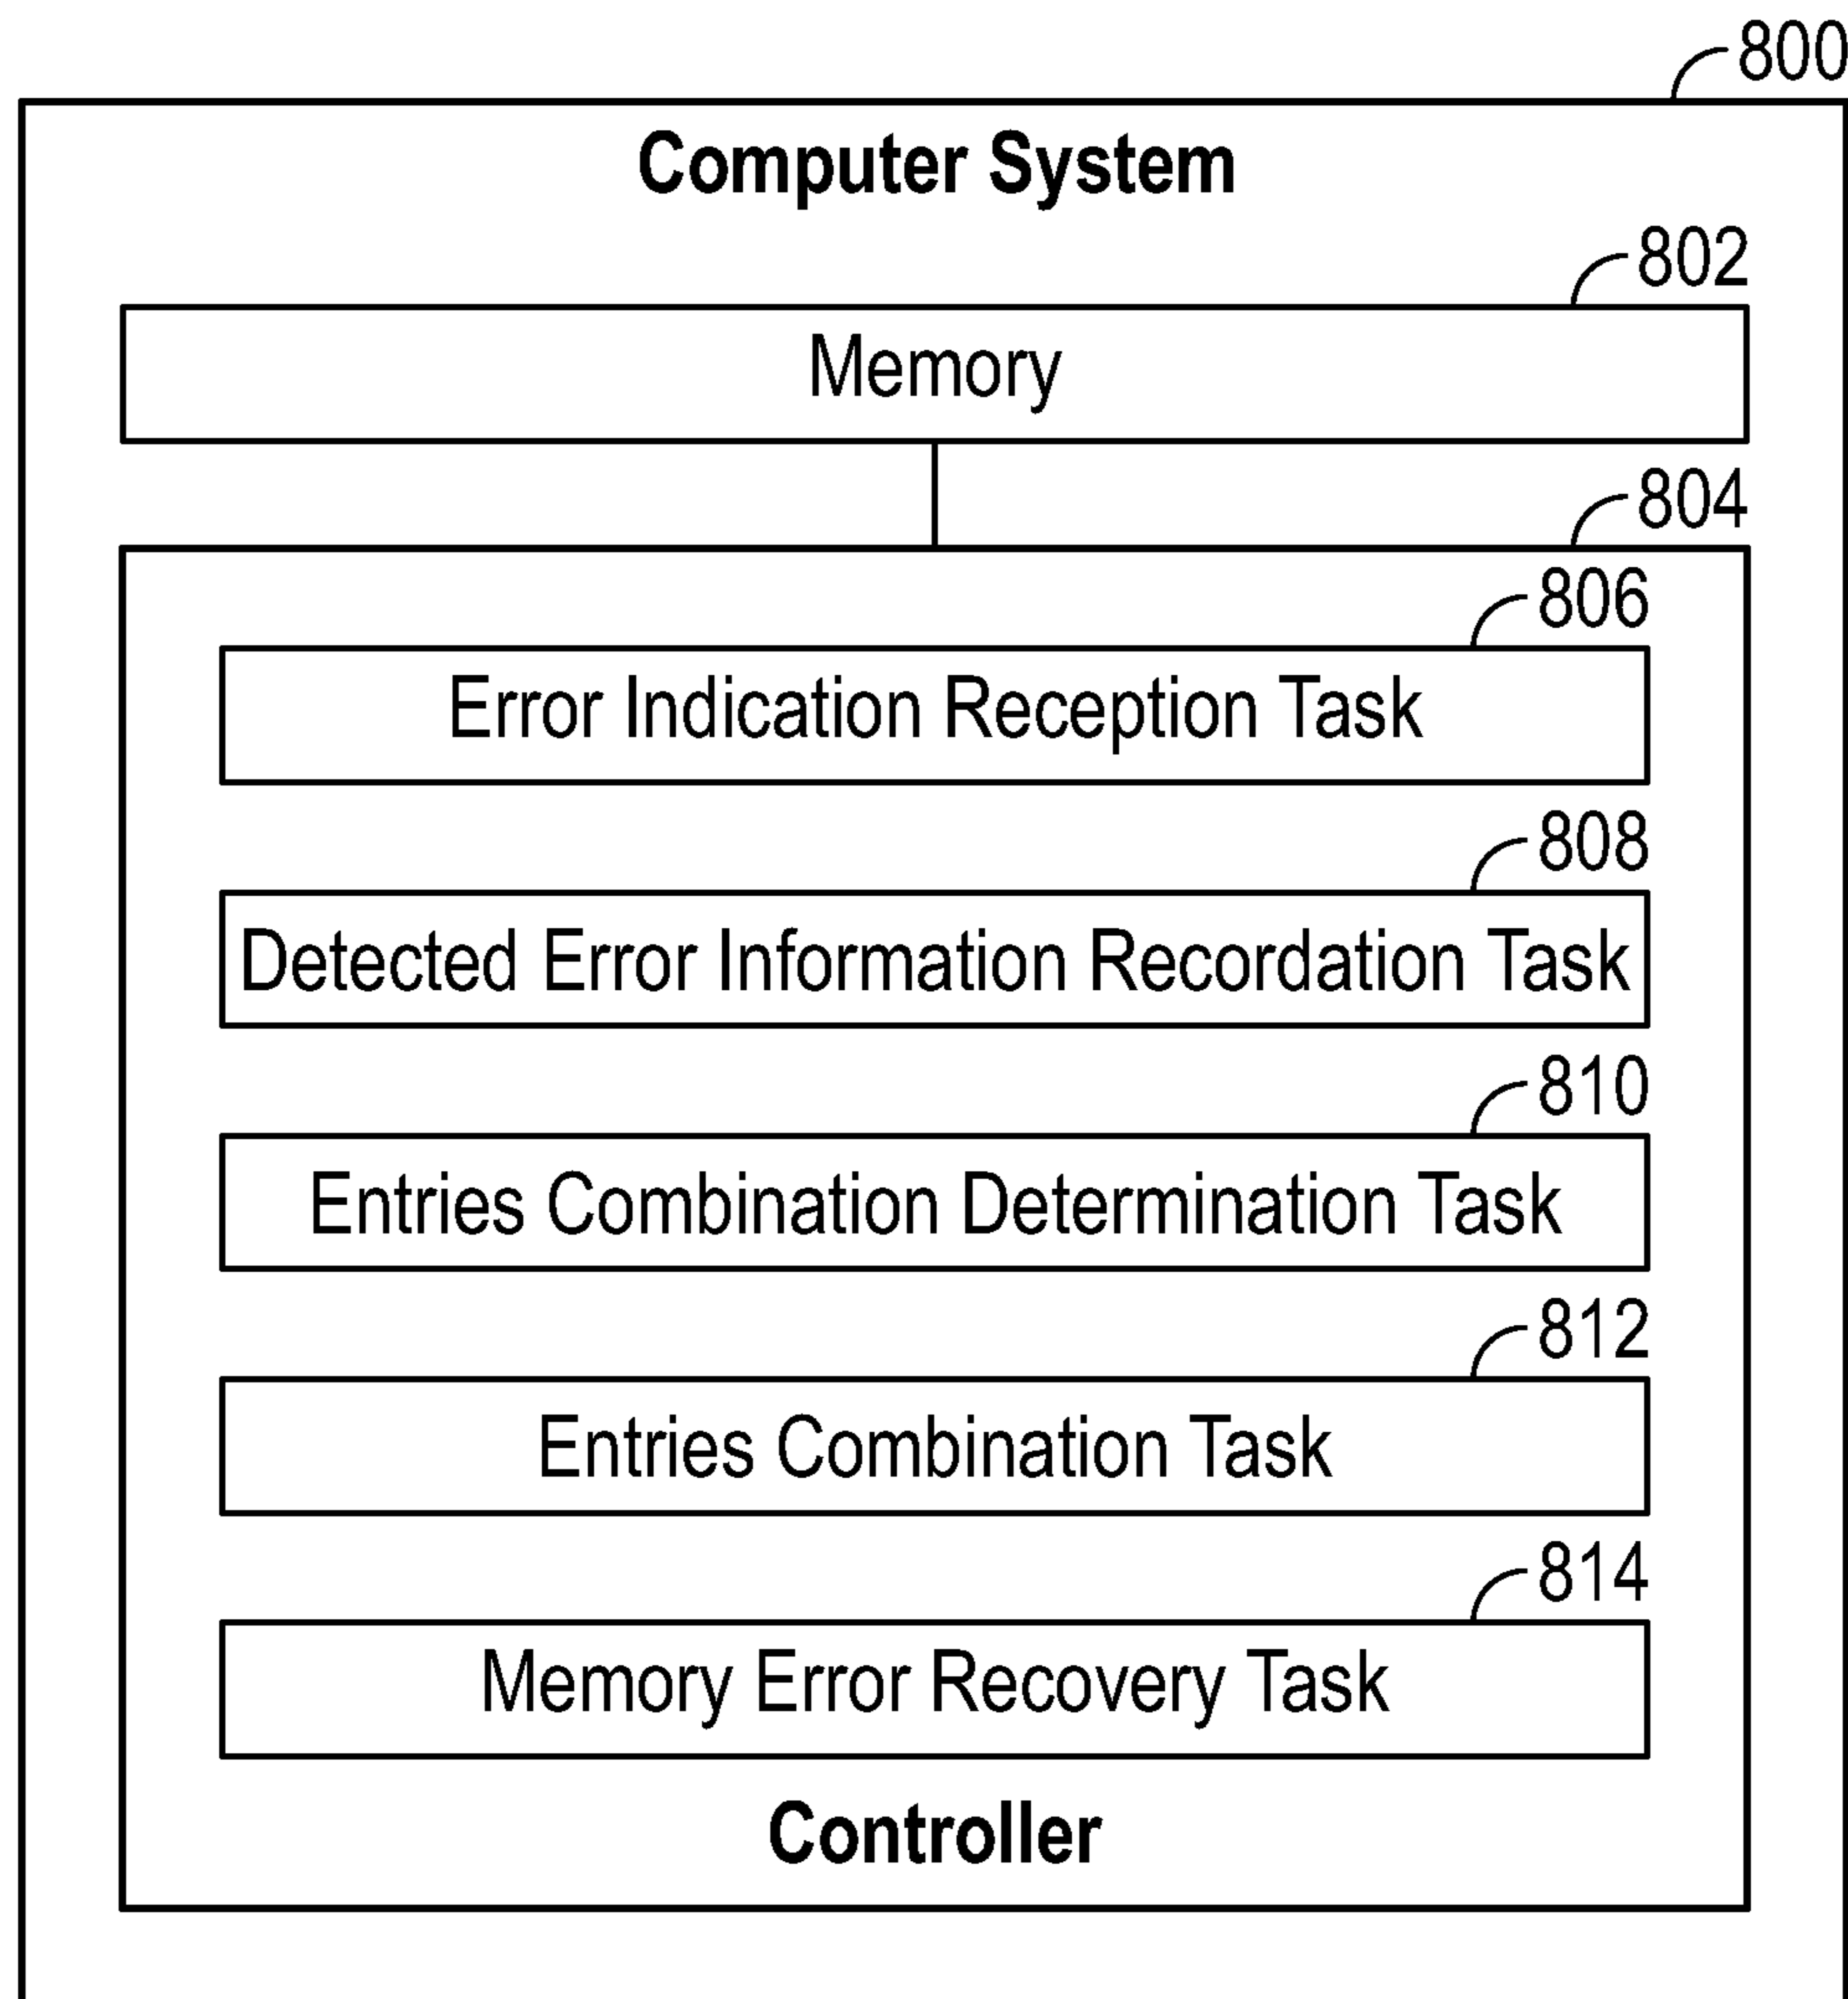 800
Computer System
802
Memory
804
806
Error Indication Reception Task
808
Detected Error Information Recordation Task
810
Entries Combination Determination Task
812
Entries Combination Task
814
Memory Error Recovery Task
Controller